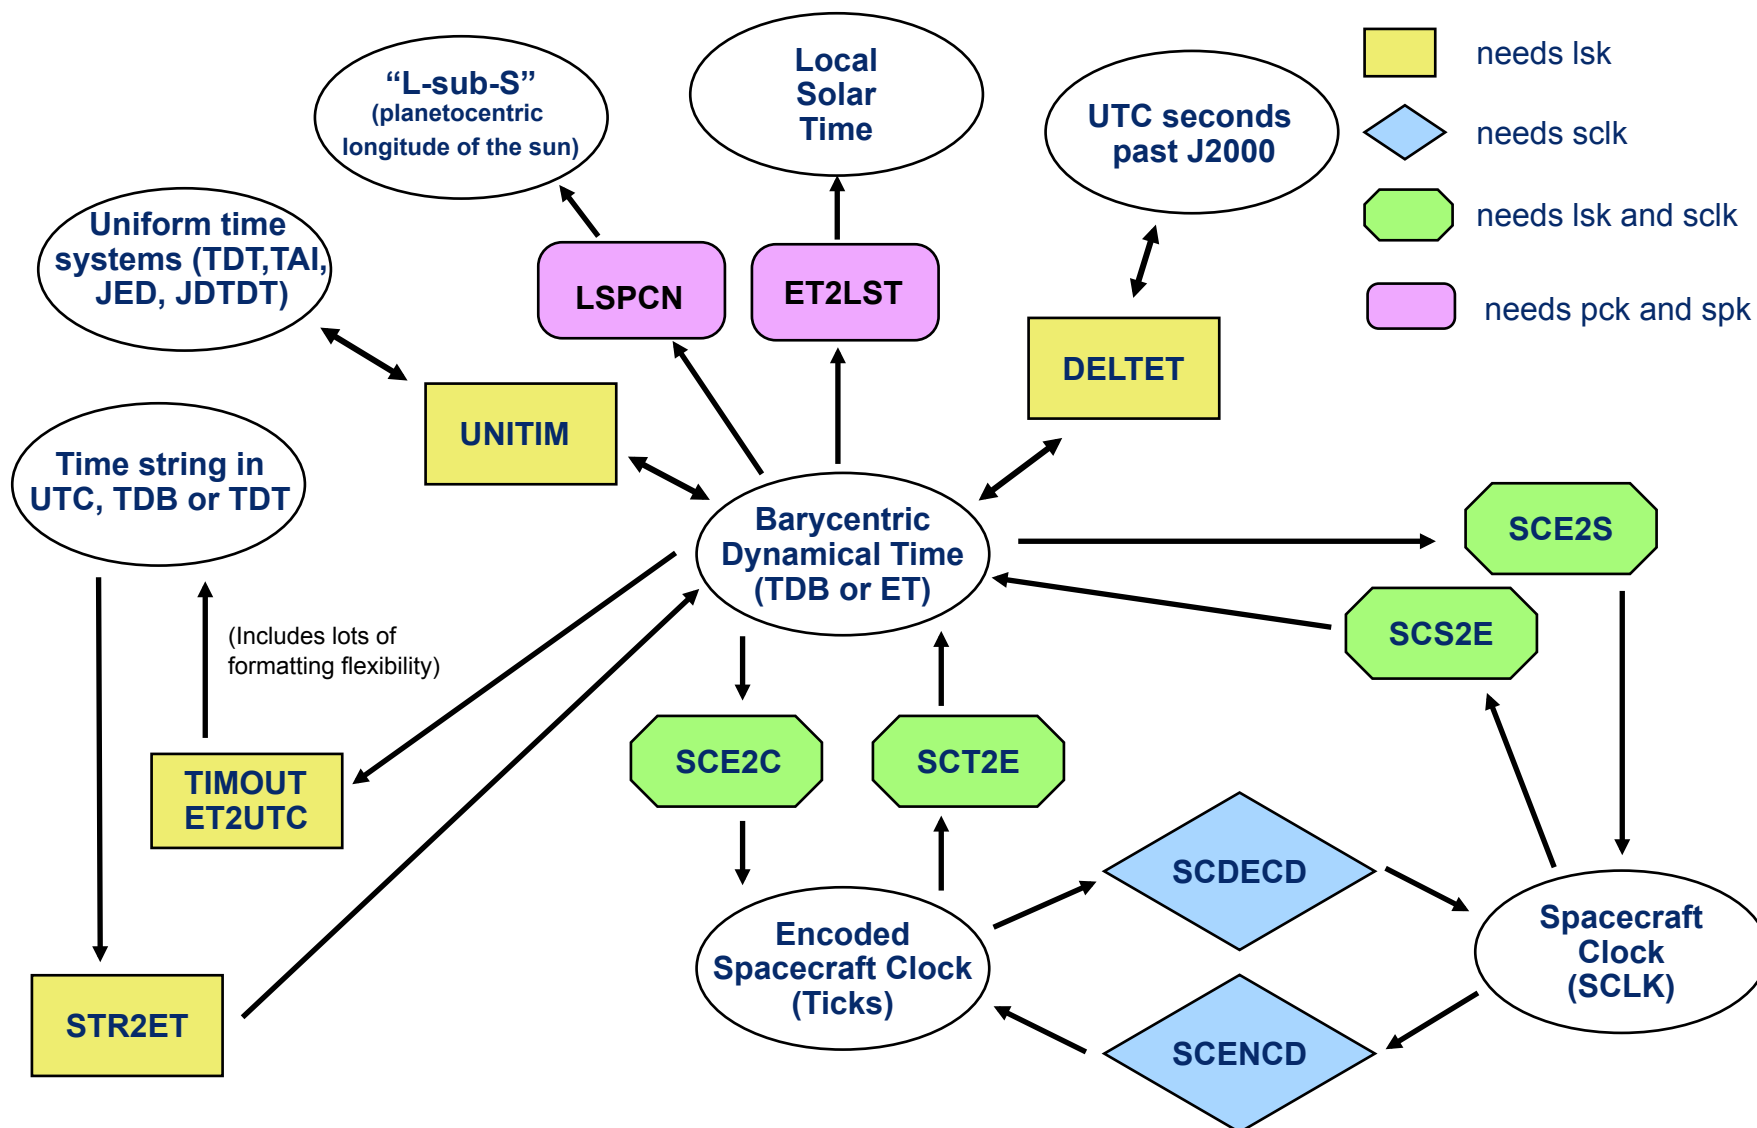 “L-sub-S”
(planetocentric
longitude of the sun)
Local
Solar
Time
UTC seconds
past J2000
needs lsk
needs sclk
needs lsk and sclk
needs pck and spk
Uniform time
systems (TDT,TAI,
JED, JDTDT)
LSPCN
ET2LST
DELTET
UNITIM
Time string in
UTC, TDB or TDT
Barycentric
Dynamical Time
(TDB or ET)
SCE2S
SCS2E
(Includes lots of
formatting flexibility)
TIMOUT
ET2UTC
SCE2C
SCT2E
SCDECD
Encoded
Spacecraft Clock
(Ticks)
Spacecraft
Clock
(SCLK)
STR2ET
SCENCD